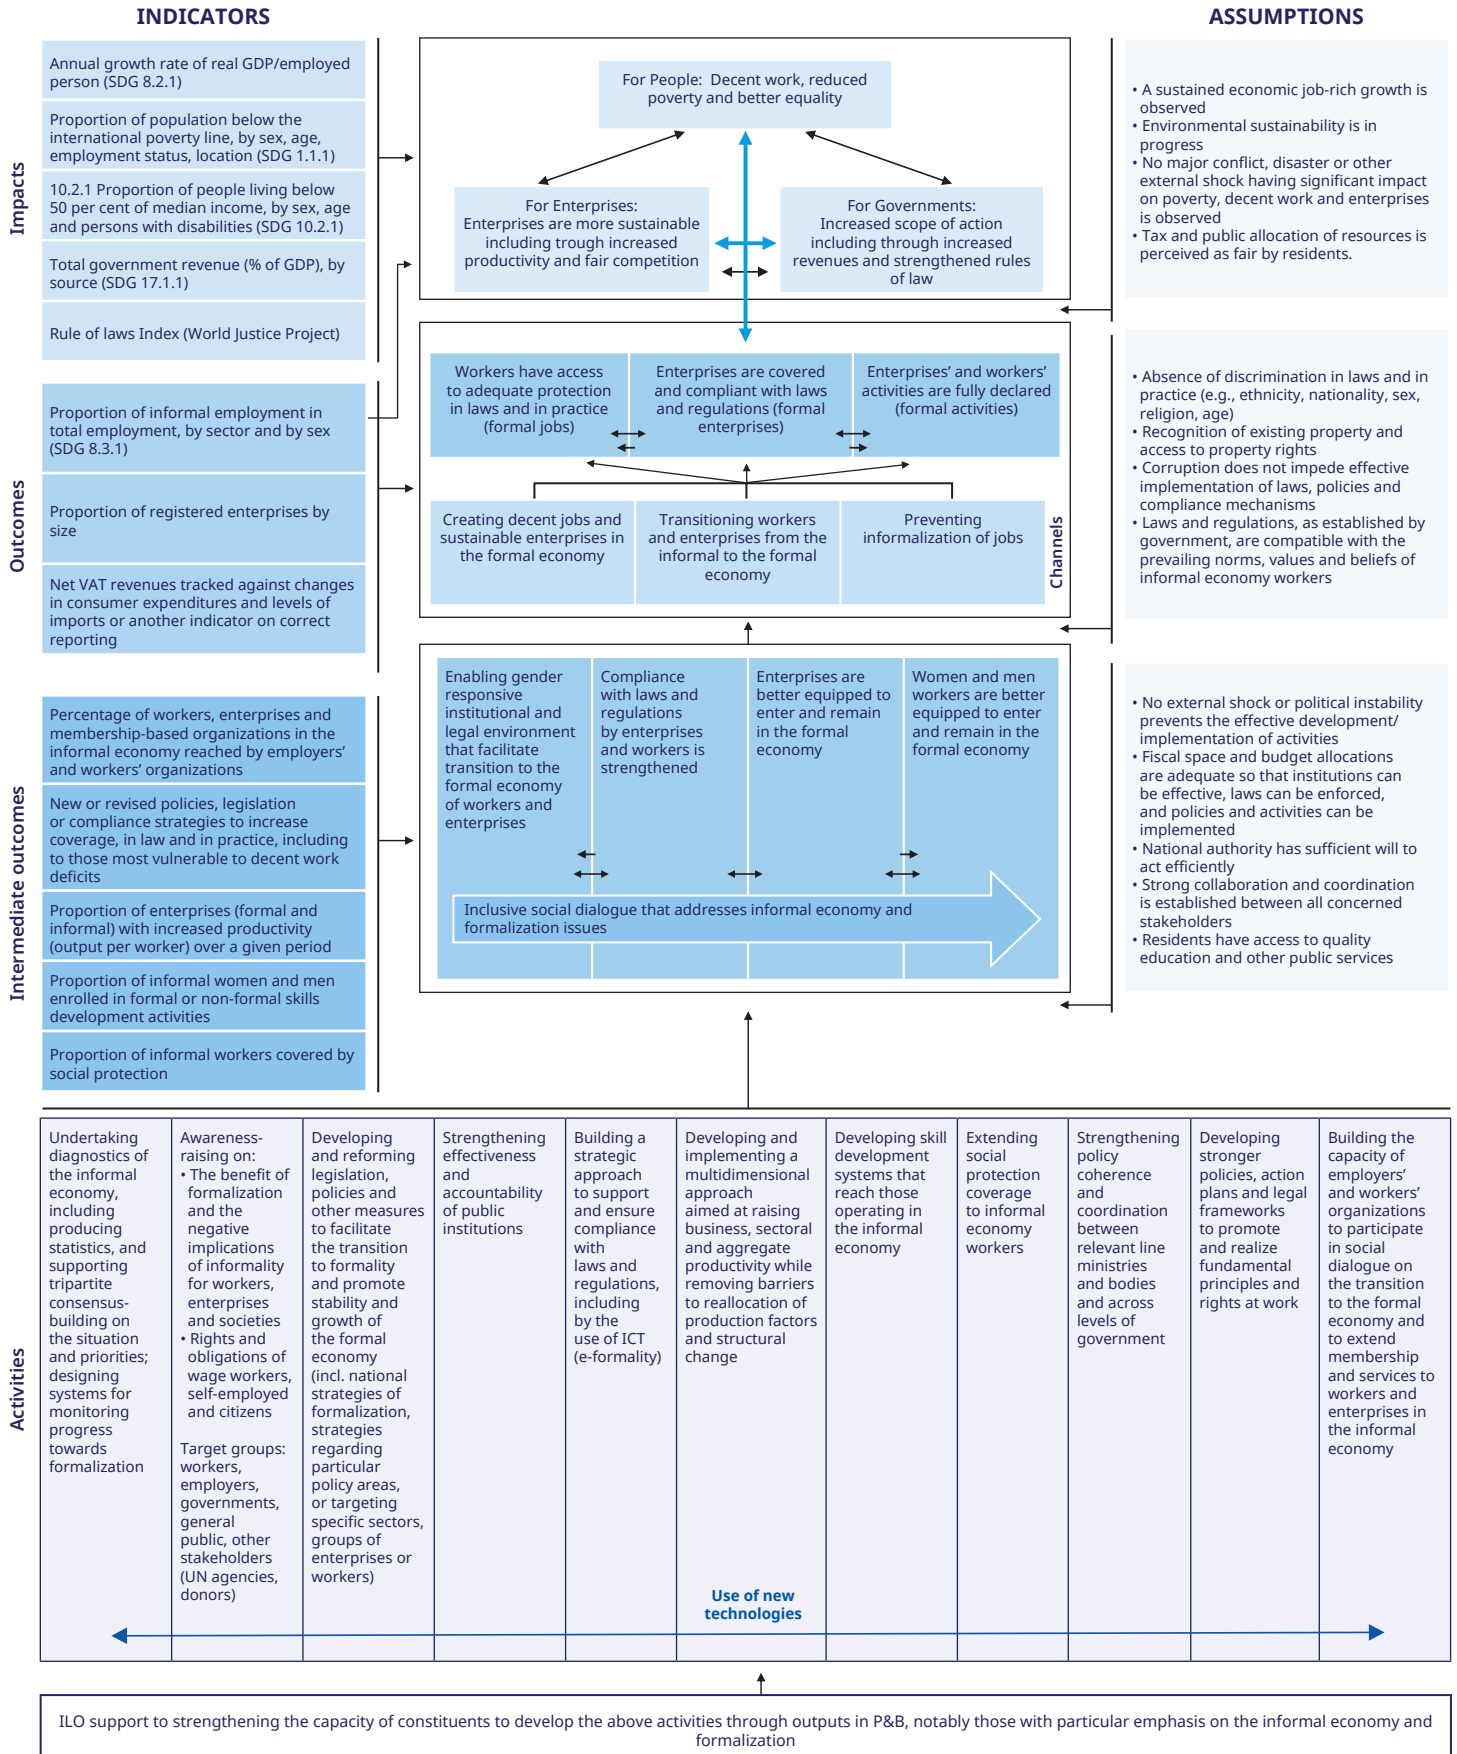 INDICATORS
Annual growth rate of real GDP/employed
person (SDG 8.2.1)
Proportion of population below the
international poverty line, by sex, age,
employment status, location (SDG 1.1.1)
10.2.1 Proportion of people living below
50 per cent of median income, by sex, age
and persons with disabilities (SDG 10.2.1)
Total government revenue (% of GDP), by
source (SDG 17.1.1)
Rule of laws Index (World Justice Project)
Impacts
For People: Decent work, reduced
poverty and better equality
For Enterprises:
Enterprises are more sustainable
including trough increased
productivity and fair competition
For Governments:
Increased scope of action
including through increased
revenues and strengthened rules
of law
ASSUMPTIONS
• A sustained economic job-rich growth is
observed
• Environmental sustainability is in
progress
• No major conflict, disaster or other
external shock having significant impact
on poverty, decent work and enterprises
is observed
• Tax and public allocation of resources is
perceived as fair by residents.
Outcomes
Proportion of informal employment in
total employment, by sector and by sex
(SDG 8.3.1)
Proportion of registered enterprises by
size
Net VAT revenues tracked against changes
in consumer expenditures and levels of
imports or another indicator on correct
reporting
Workers have access
to adequate protection
in laws and in practice
(formal jobs)
Enterprises are covered
and compliant with laws
and regulations (formal
enterprises)
Enterprises’ and workers’
activities are fully declared
(formal activities)
Creating decent jobs and
sustainable enterprises in
the formal economy
Transitioning workers
and enterprises from the
informal to the formal
economy
Preventing
informalization of jobs
Channels
• Absence of discrimination in laws and in
practice (e.g., ethnicity, nationality, sex,
religion, age)
• Recognition of existing property and
access to property rights
• Corruption does not impede effective
implementation of laws, policies and
compliance mechanisms
• Laws and regulations, as established by
government, are compatible with the
prevailing norms, values and beliefs of
informal economy workers
Intermediate outcomes
Percentage of workers, enterprises and
membership-based organizations in the
informal economy reached by employers’
and workers’ organizations
New or revised policies, legislation
or compliance strategies to increase
coverage, in law and in practice, including
to those most vulnerable to decent work
deficits
Proportion of enterprises (formal and
informal) with increased productivity
(output per worker) over a given period
Proportion of informal women and men
enrolled in formal or non-formal skills
development activities
Proportion of informal workers covered by
social protection
Enabling gender
responsive
institutional and
legal environment
that facilitate
transition to the
formal economy
of workers and
enterprises
Compliance
with laws and
regulations
by enterprises
and workers is
strengthened
Enterprises are
better equipped to
enter and remain
in the formal
economy
Women and men
workers are better
equipped to enter
and remain in the
formal economy
Inclusive social dialogue that addresses informal economy and
formalization issues
• No external shock or political instability
prevents the effective development/
implementation of activities
• Fiscal space and budget allocations
are adequate so that institutions can
be effective, laws can be enforced,
and policies and activities can be
implemented
• National authority has sufficient will to
act efficiently
• Strong collaboration and coordination
is established between all concerned
stakeholders
• Residents have access to quality
education and other public services
Activities
Undertaking
diagnostics of
the informal
economy,
including
producing
statistics, and
supporting
tripartite
consensus-
building on
the situation
and priorities;
designing
systems for
monitoring
progress
towards
formalization
Awareness-
raising on:
• The benefit of
formalization
and the
negative
implications
of informality
for workers,
enterprises
and societies
• Rights and
obligations of
wage workers,
self-employed
and citizens
Target groups:
workers,
employers,
governments,
general
public, other
stakeholders
(UN agencies,
donors)
Developing
and reforming
legislation,
policies and
other measures
to facilitate
the transition
to formality
and promote
stability and
growth of
the formal
economy
(incl. national
strategies of
formalization,
strategies
regarding
particular
policy areas,
or targeting
specific sectors,
groups of
enterprises or
workers)
Strengthening
effectiveness
and
accountability
of public
institutions
Building a
strategic
approach
to support
and ensure
compliance
with
laws and
regulations,
including
by the
use of ICT
(e-formality)
Developing and
implementing a
multidimensional
approach
aimed at raising
business, sectoral
and aggregate
productivity while
removing barriers
to reallocation of
production factors
and structural
change
Developing skill
development
systems that
reach those
operating in
the informal
economy
Extending
social
protection
coverage
to informal
economy
workers
Strengthening
policy
coherence
and
coordination
between
relevant line
ministries
and bodies
and across
levels of
government
Developing
stronger
policies, action
plans and legal
frameworks
to promote
and realize
fundamental
principles and
rights at work
Building the
capacity of
employers’
and workers’
organizations
to participate
in social
dialogue on
the transition
to the formal
economy and
to extend
membership
and services to
workers and
enterprises in
the informal
economy
Use of new
technologies
ILO support to strengthening the capacity of constituents to develop the above activities through outputs in P&B, notably those with particular emphasis on the informal economy and
formalization